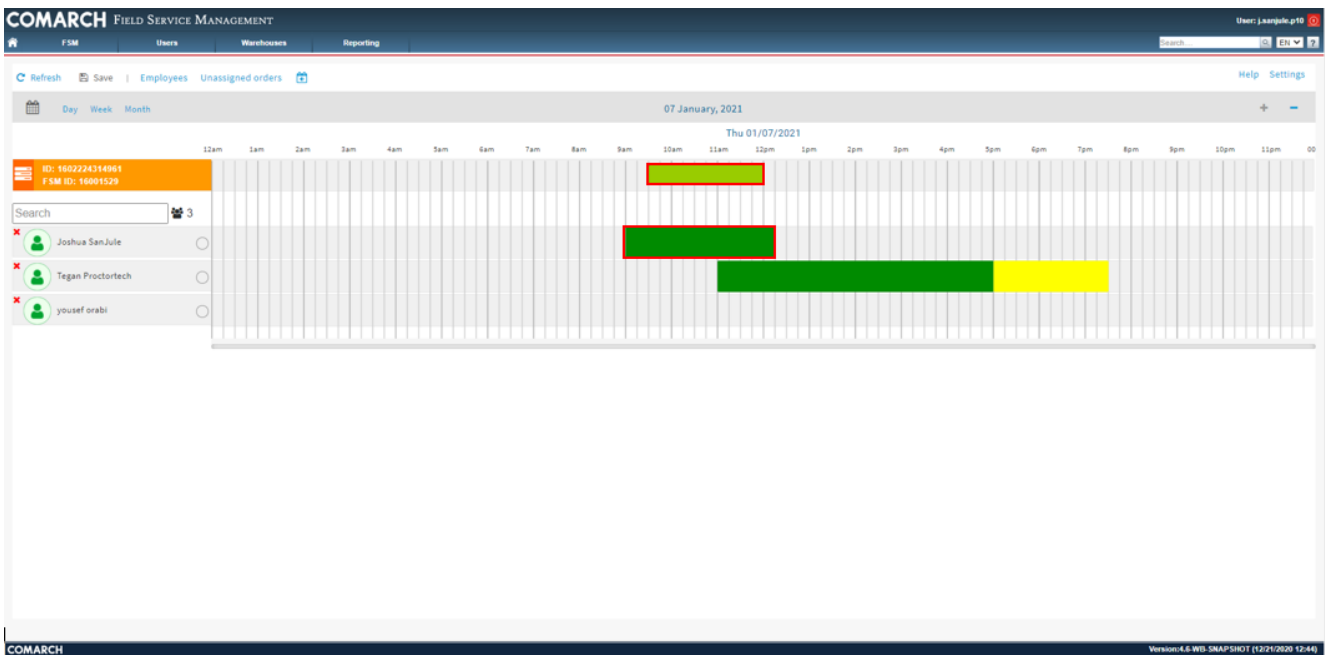 COMARCH FIELD SERVICE MANAGEMENT
User: j.sanjule.p10
FSM Users Warehouses Reporting
Search... EN ?
Refresh Save | Employees Unassigned orders
Help Settings
Day Week Month 07 January, 2021 + −
Thu 01/07/2021
12am 1am 2am 3am 4am 5am 6am 7am 8am 9am 10am 11am 12pm 1pm 2pm 3pm 4pm 5pm 6pm 7pm 8pm 9pm 10pm 11pm 00
ID: 1602224314961
FSM ID: 16001529
Search 3
Joshua SanJule
Tegan Proctortech
yousef orabi
COMARCH
Version:4.6-WB-SNAPSHOT (12/21/2020 12:44)